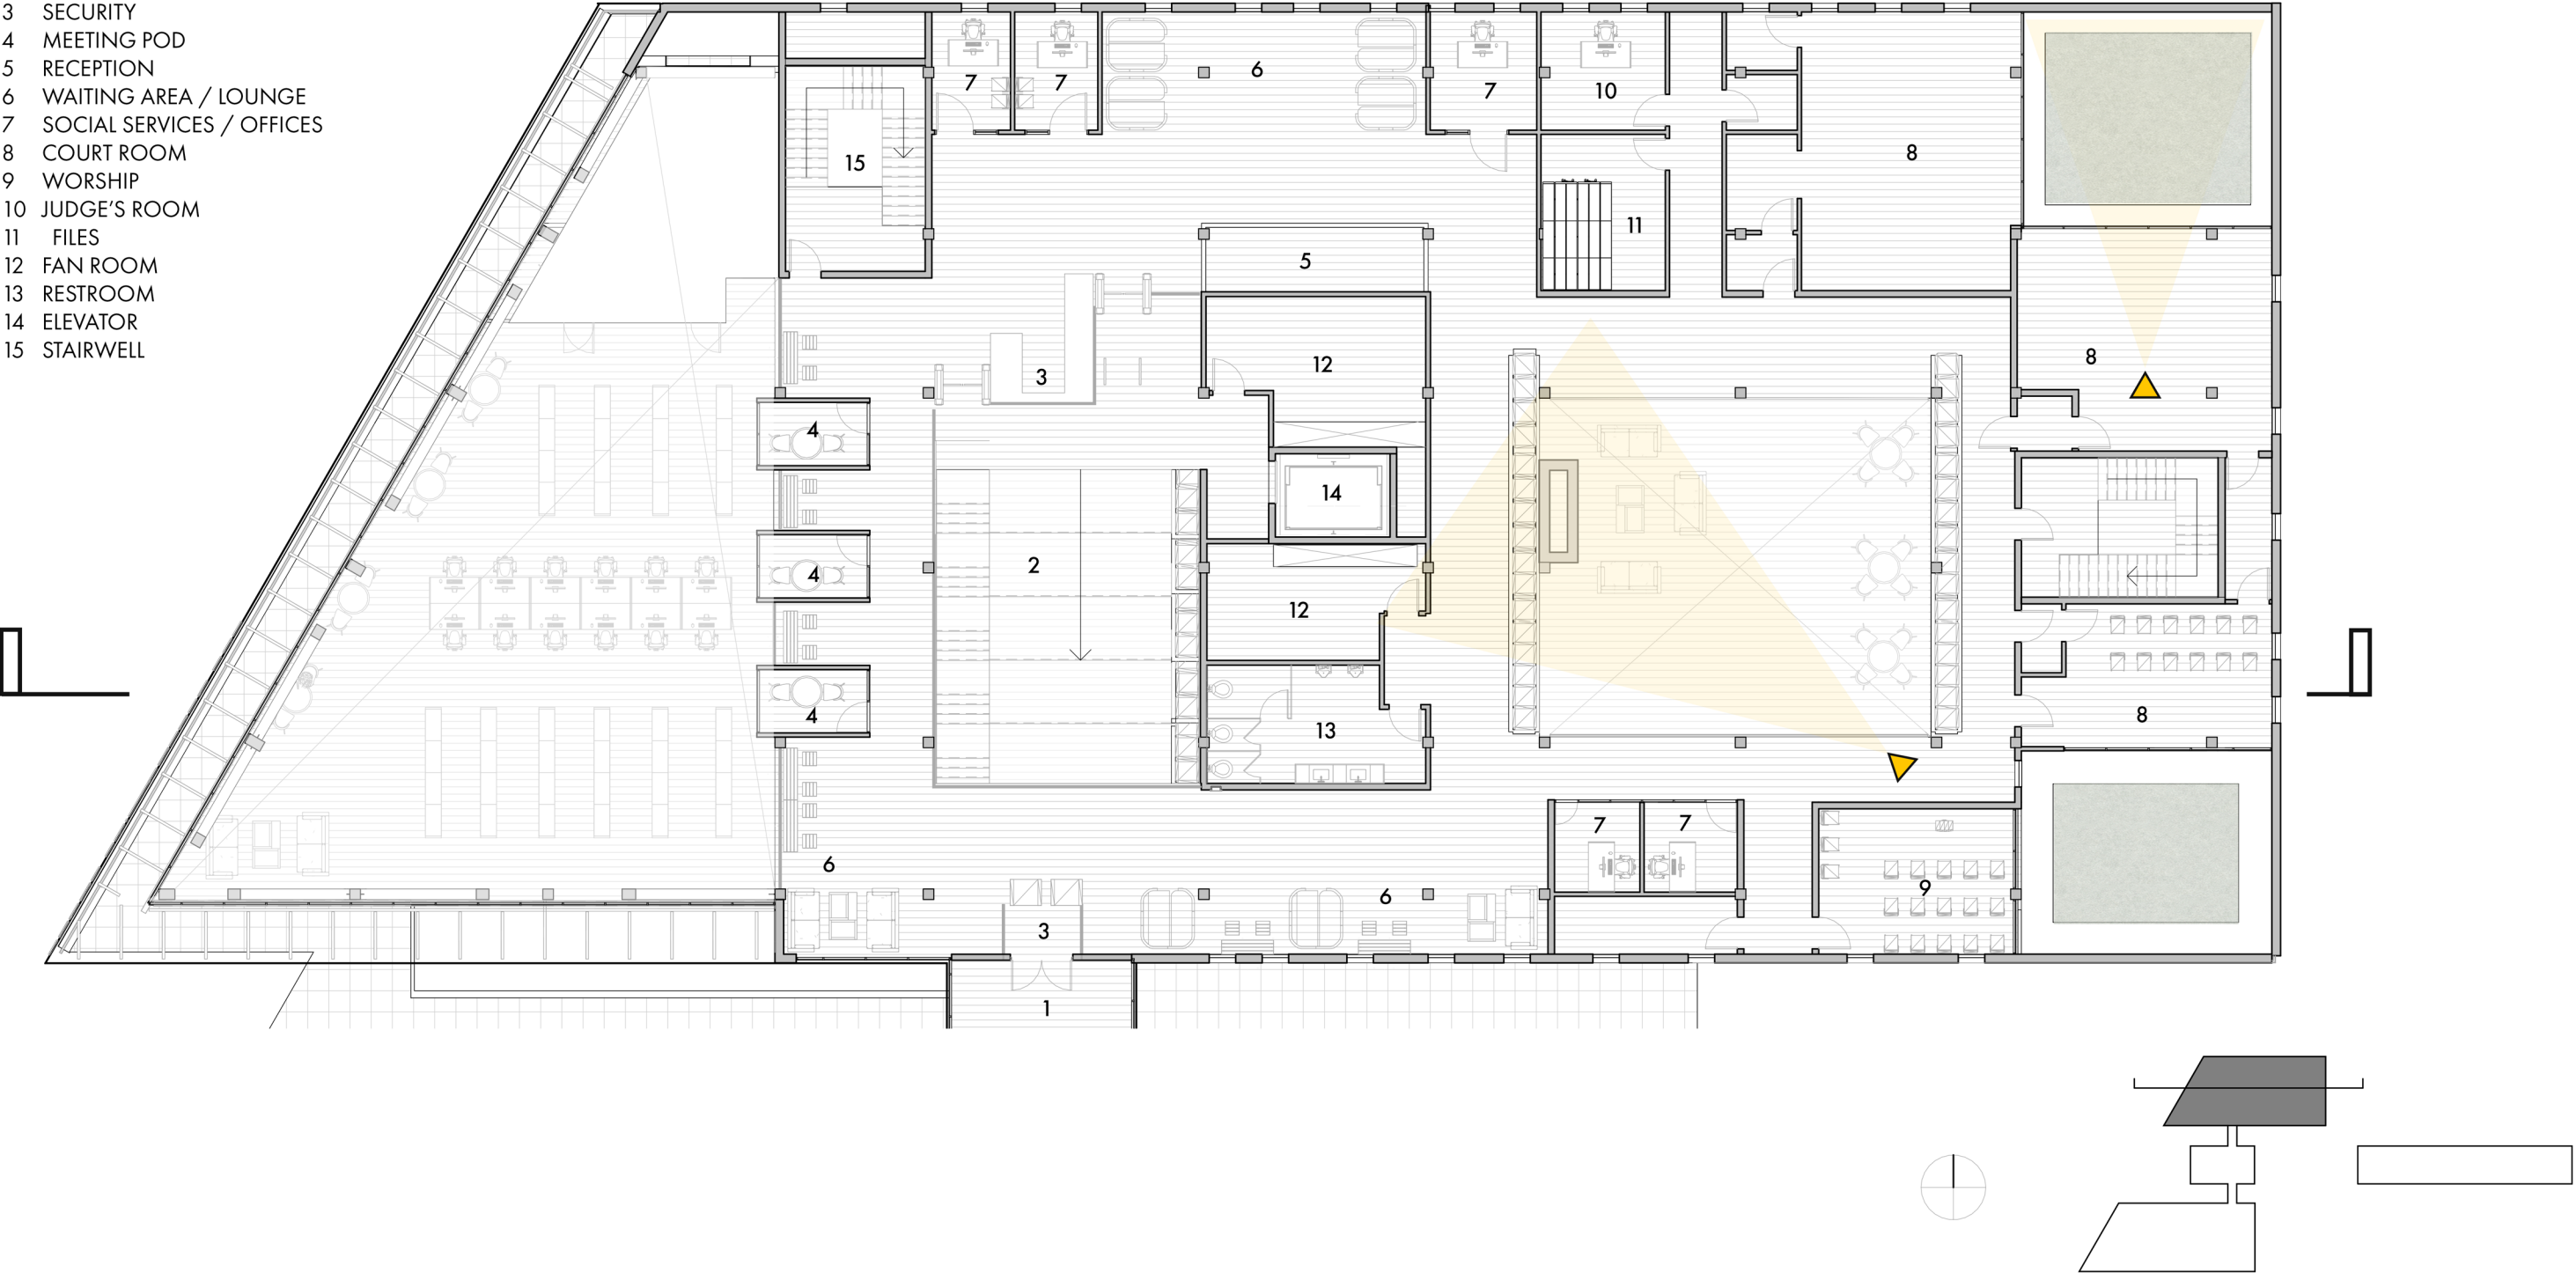 3 SECURITY
4 MEETING POD
5 RECEPTION
6 WAITING AREA / LOUNGE
7 SOCIAL SERVICES / OFFICES
8 COURT ROOM
9 WORSHIP
10 JUDGE'S ROOM
11 FILES
12 FAN ROOM
13 RESTROOM
14 ELEVATOR
15 STAIRWELL
7 7 6 7 10
15 8
11
5
12 8
3
4
14
2
4
12
8
4
13
7 7
6
9
6
3
1